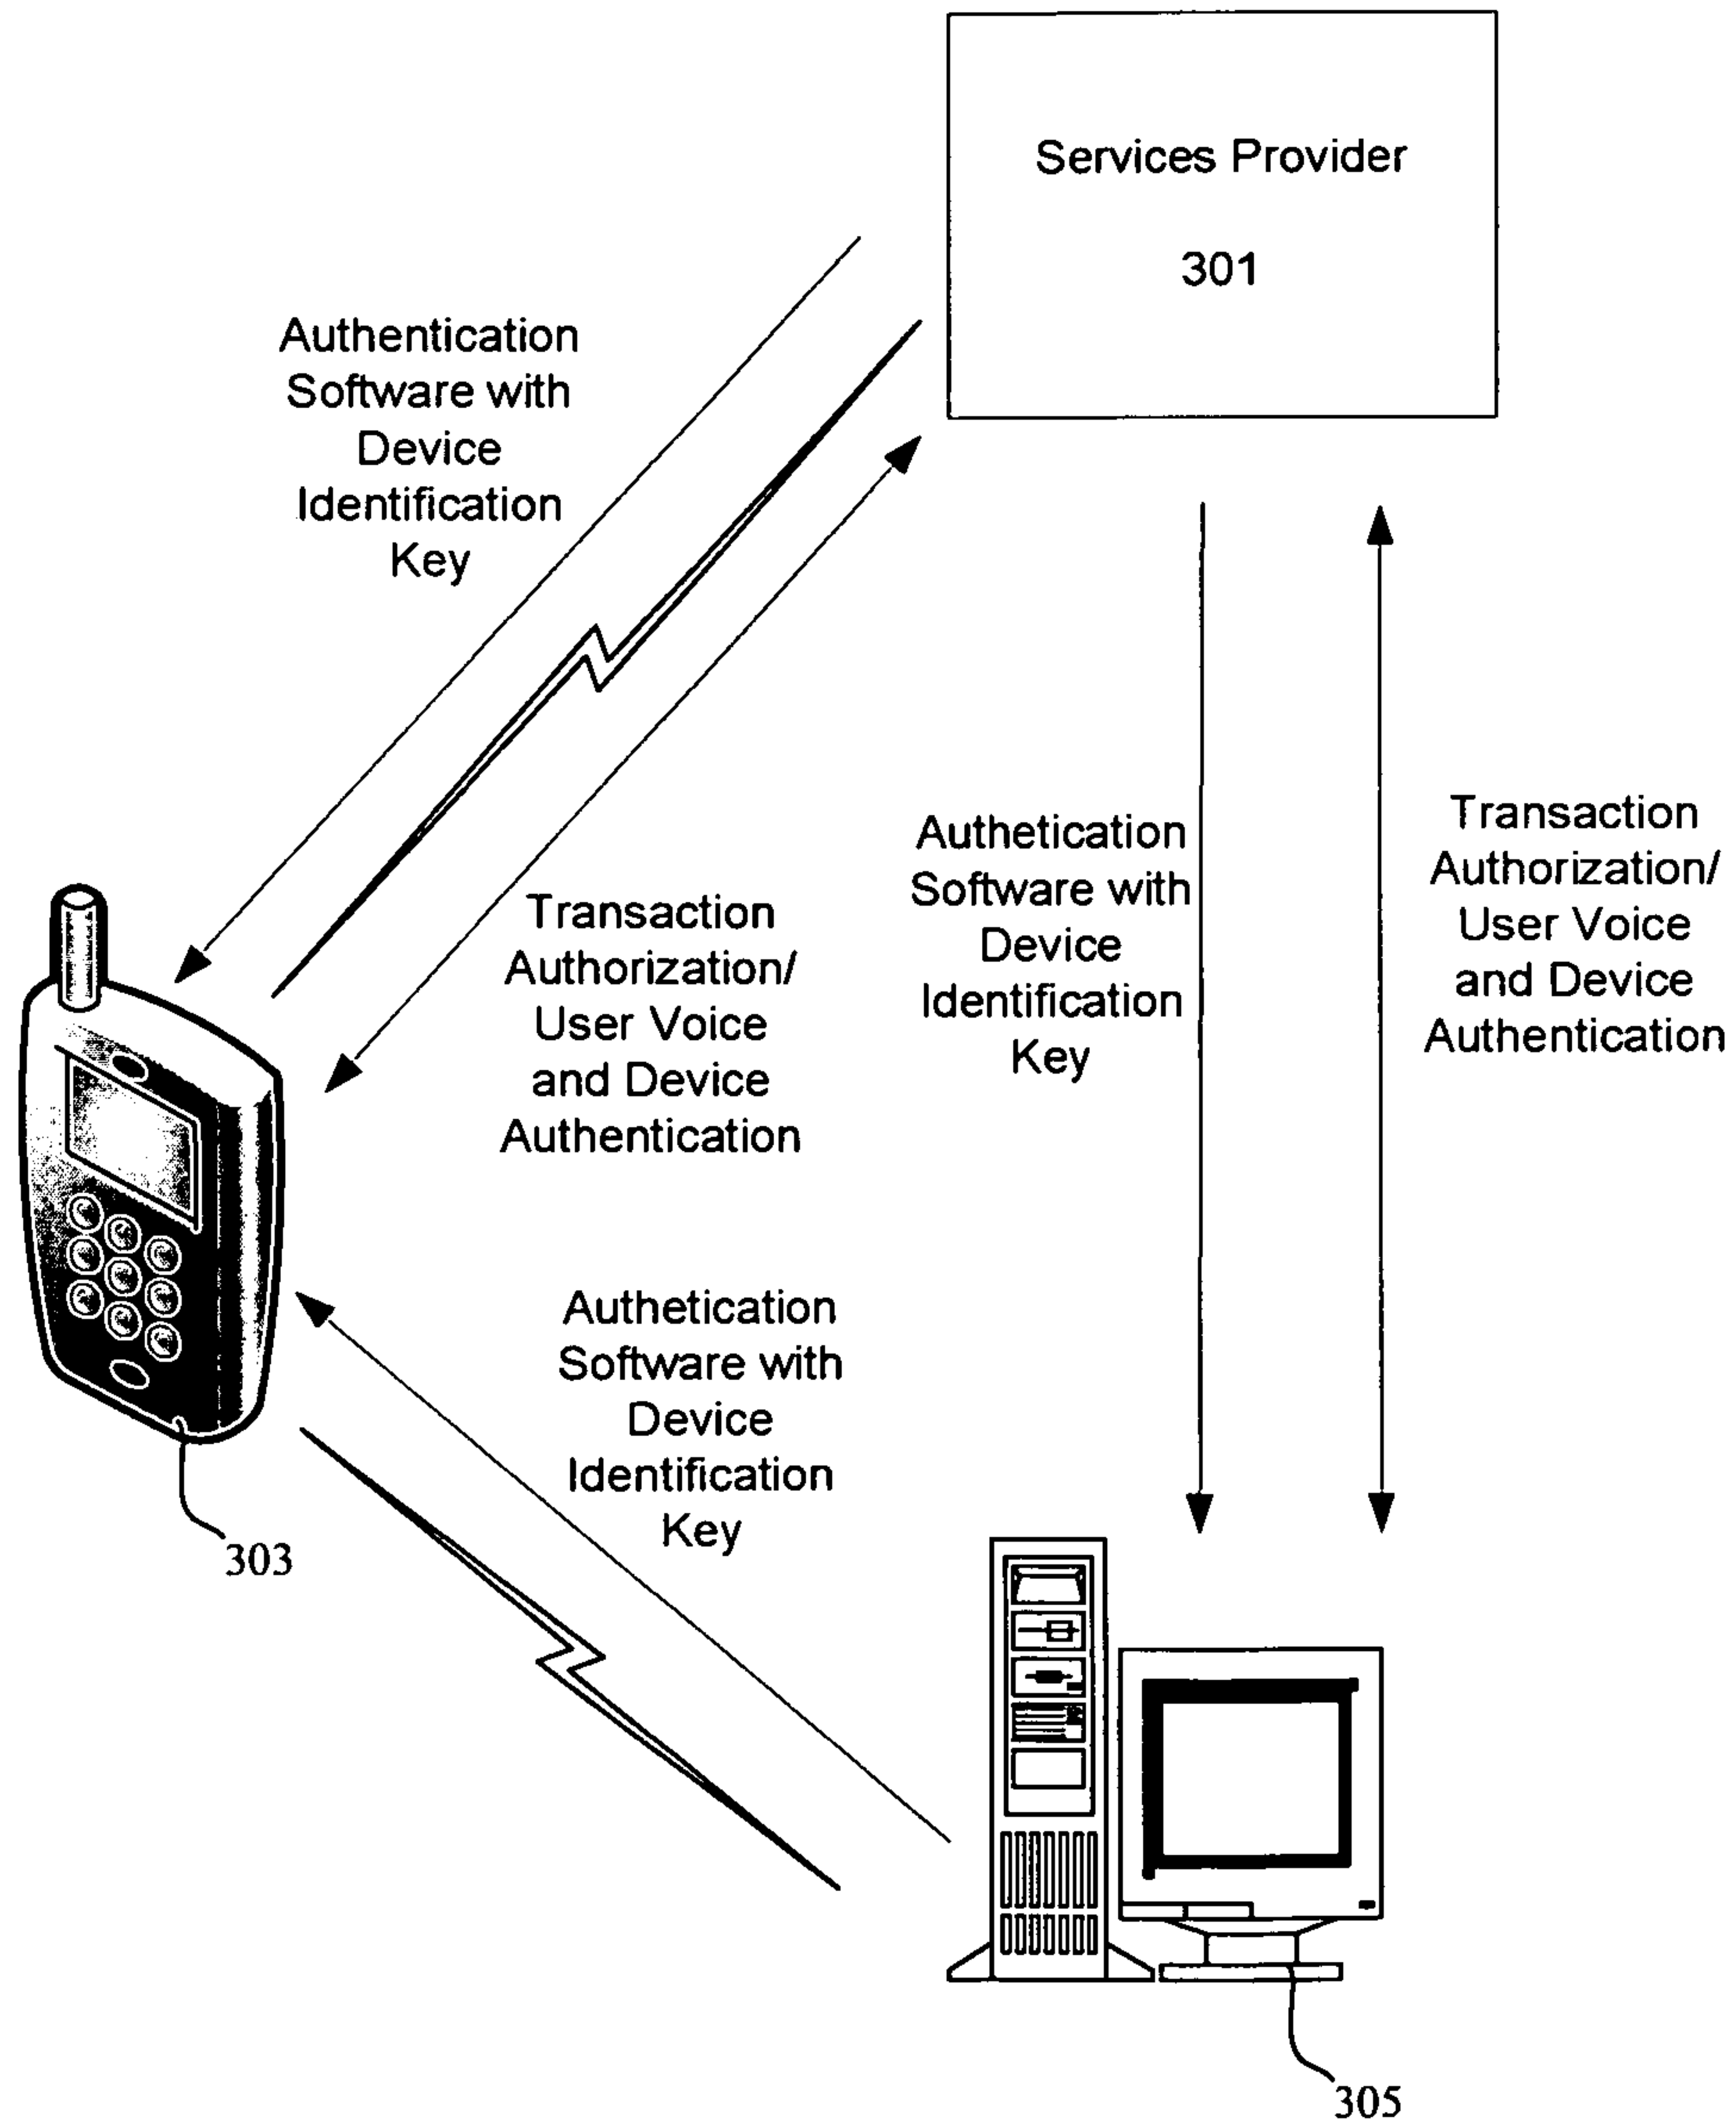 Services Provider
301
Authentication
Software with
Device
Identification
Key
Transaction
Authorization/
User Voice
and Device
Authentication
Authetication
Software with
Device
Identification
Key
Transaction
Authorization/
User Voice
and Device
Authentication
Authetication
Software with
Device
Identification
Key
303
305